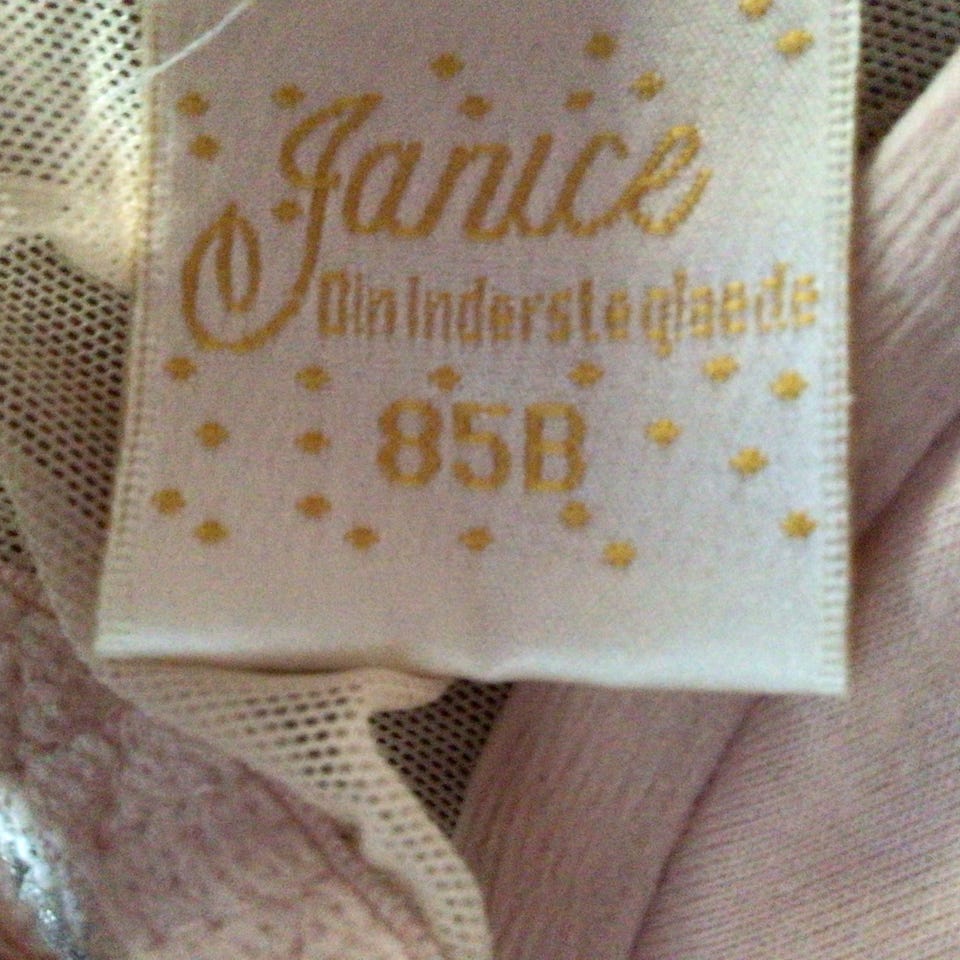 Janice
Din Inderste glaede
85B